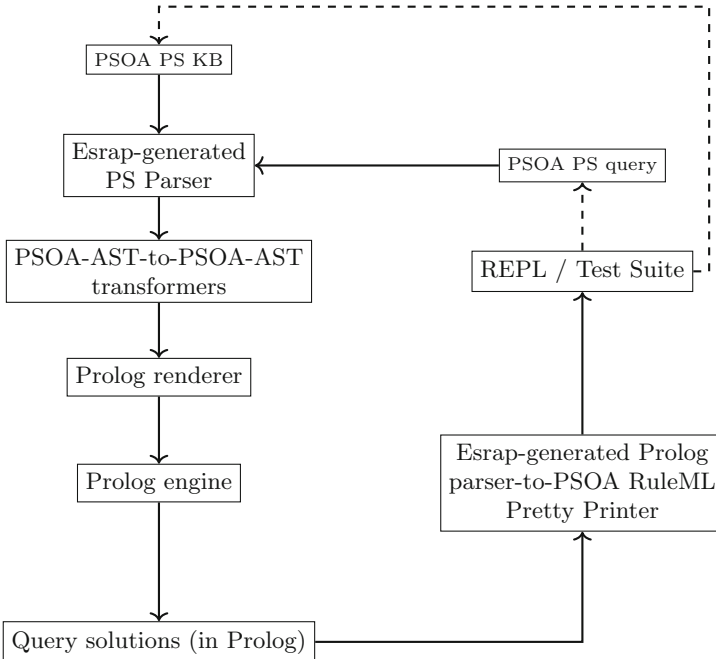 PSOA PS KB
Esrap-generated
PS Parser
PSOA PS query
PSOA-AST-to-PSOA-AST
transformers
REPL / Test Suite
Prolog renderer
Prolog engine
Esrap-generated Prolog
parser-to-PSOA RuleML
Pretty Printer
Query solutions (in Prolog)